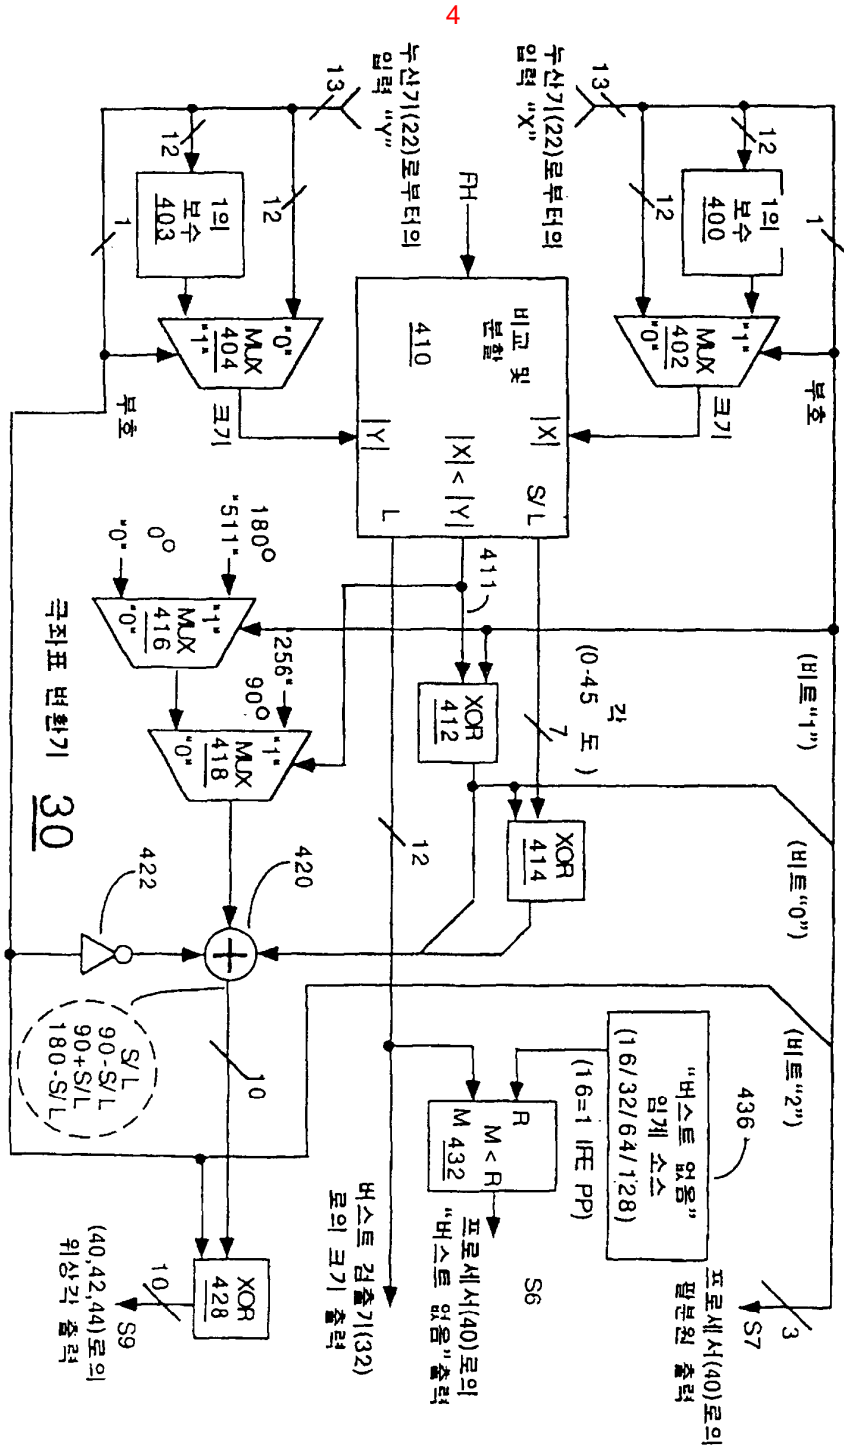 4
누산기(22)로부터의
입력 "X"
13
12
12
1
1의
보수
400
"1"
MUX
402
"0"
부호
크기
누산기(22)로부터의
입력 "Y"
13
12
12
1
1의
보수
403
"0"
MUX
404
"1"
부호
크기
FH
비교 및
분할
410
|X|
|Y|
S/L
|X| < |Y|
L
411
180°
"511"
0°
"0"
"1"
MUX
416
"0"
"256"
90°
"1"
MUX
418
"0"
XOR
412
각
(0-45 도)
7
XOR
414
12
(비트"1")
(비트"0")
(비트"2")
420
422
극좌표 변환기
30
S/L
90-S/L
90+S/L
180-S/L
10
"버스트 없음"
임계 소스
(16/32/64/128)
436
(16=1 IRE PP)
R
M < R
M 432
XOR
428
10
S9
(40,42,44)로의
위상각 출력
버스트 검출기(32)
로의 크기 출력
S6
프로세서(40)로의
"버스트 없음"출력
3
S7
프로세서(40)로의
팔분원 출력